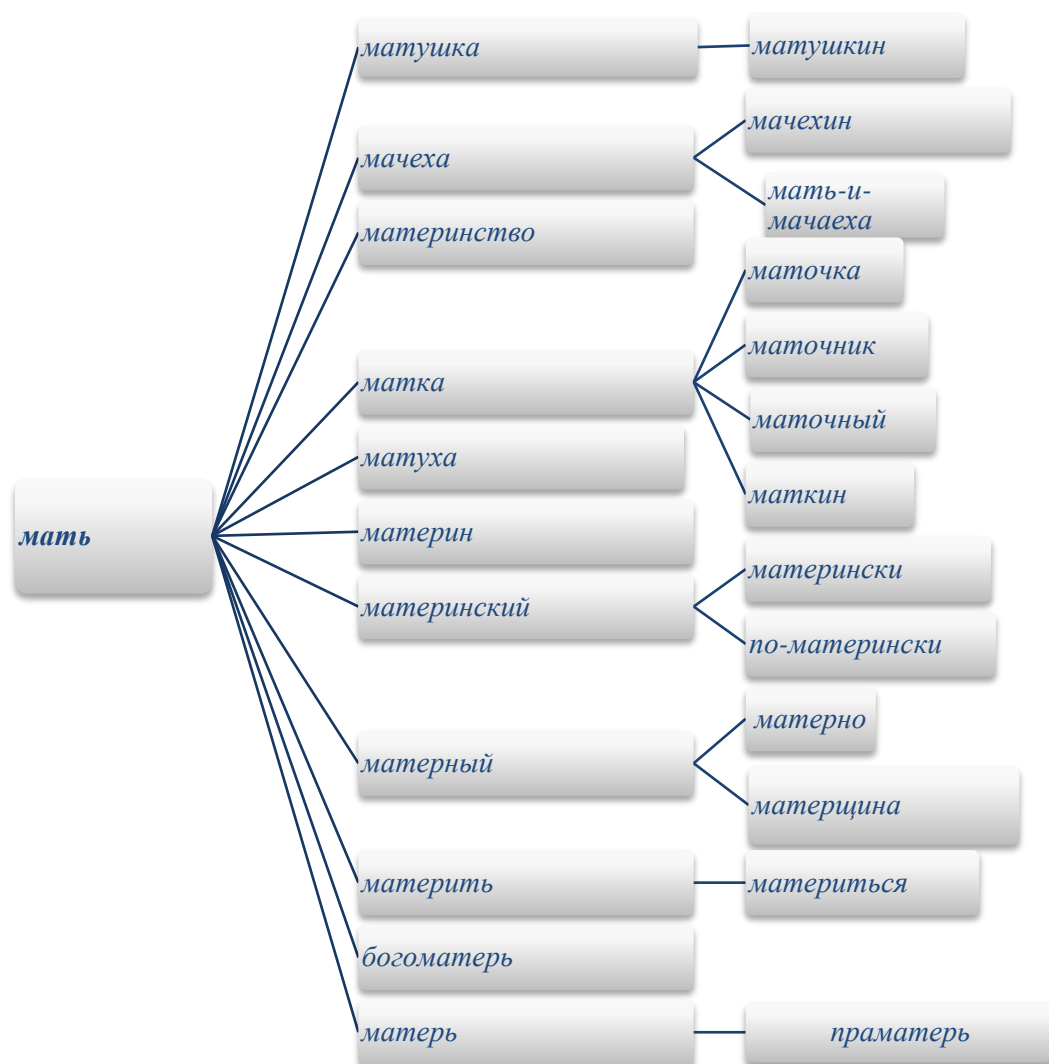 матушка
матушкин
мачехин
мачеха
мать-и-
мачаеха
материнство
маточка
маточник
матка
маточный
матуха
маткин
мать
материн
материнский
матерински
по-матерински
матерно
матерный
матерщина
материть
материться
богоматерь
матерь
праматерь